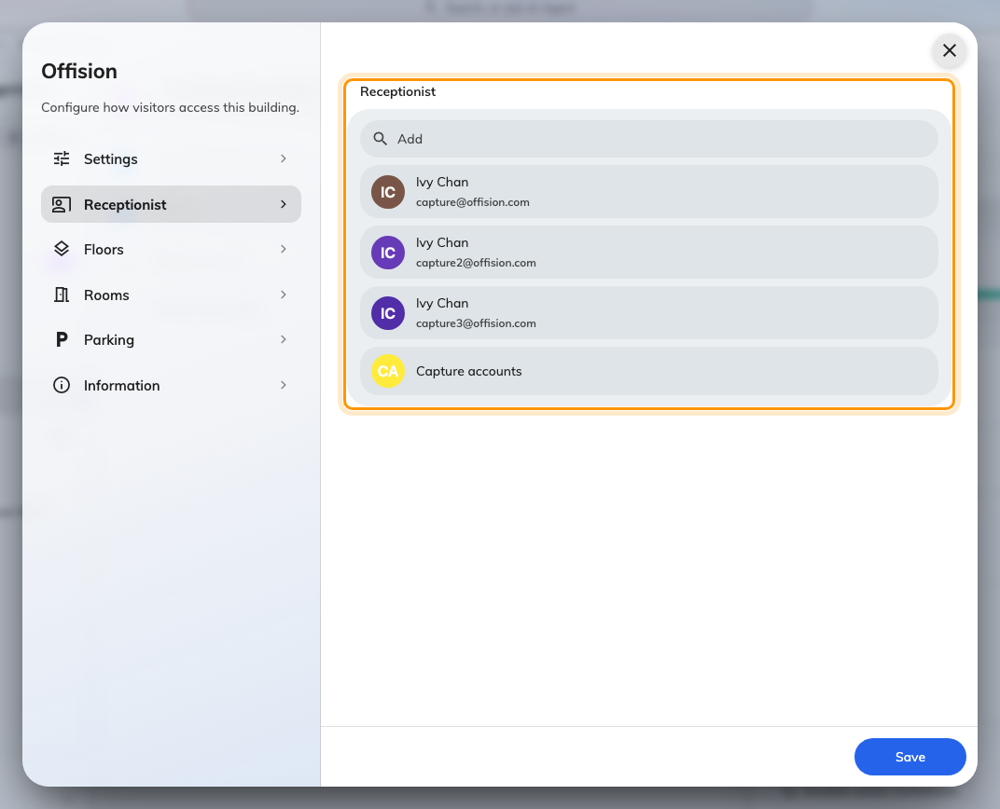 Offision
Configure how visitors access this building.
Settings
Receptionist
Floors
Rooms
Parking
Information
Receptionist
Add
IC
Ivy Chan
capture@offision.com
IC
Ivy Chan
capture2@offision.com
IC
Ivy Chan
capture3@offision.com
CA
Capture accounts
Save